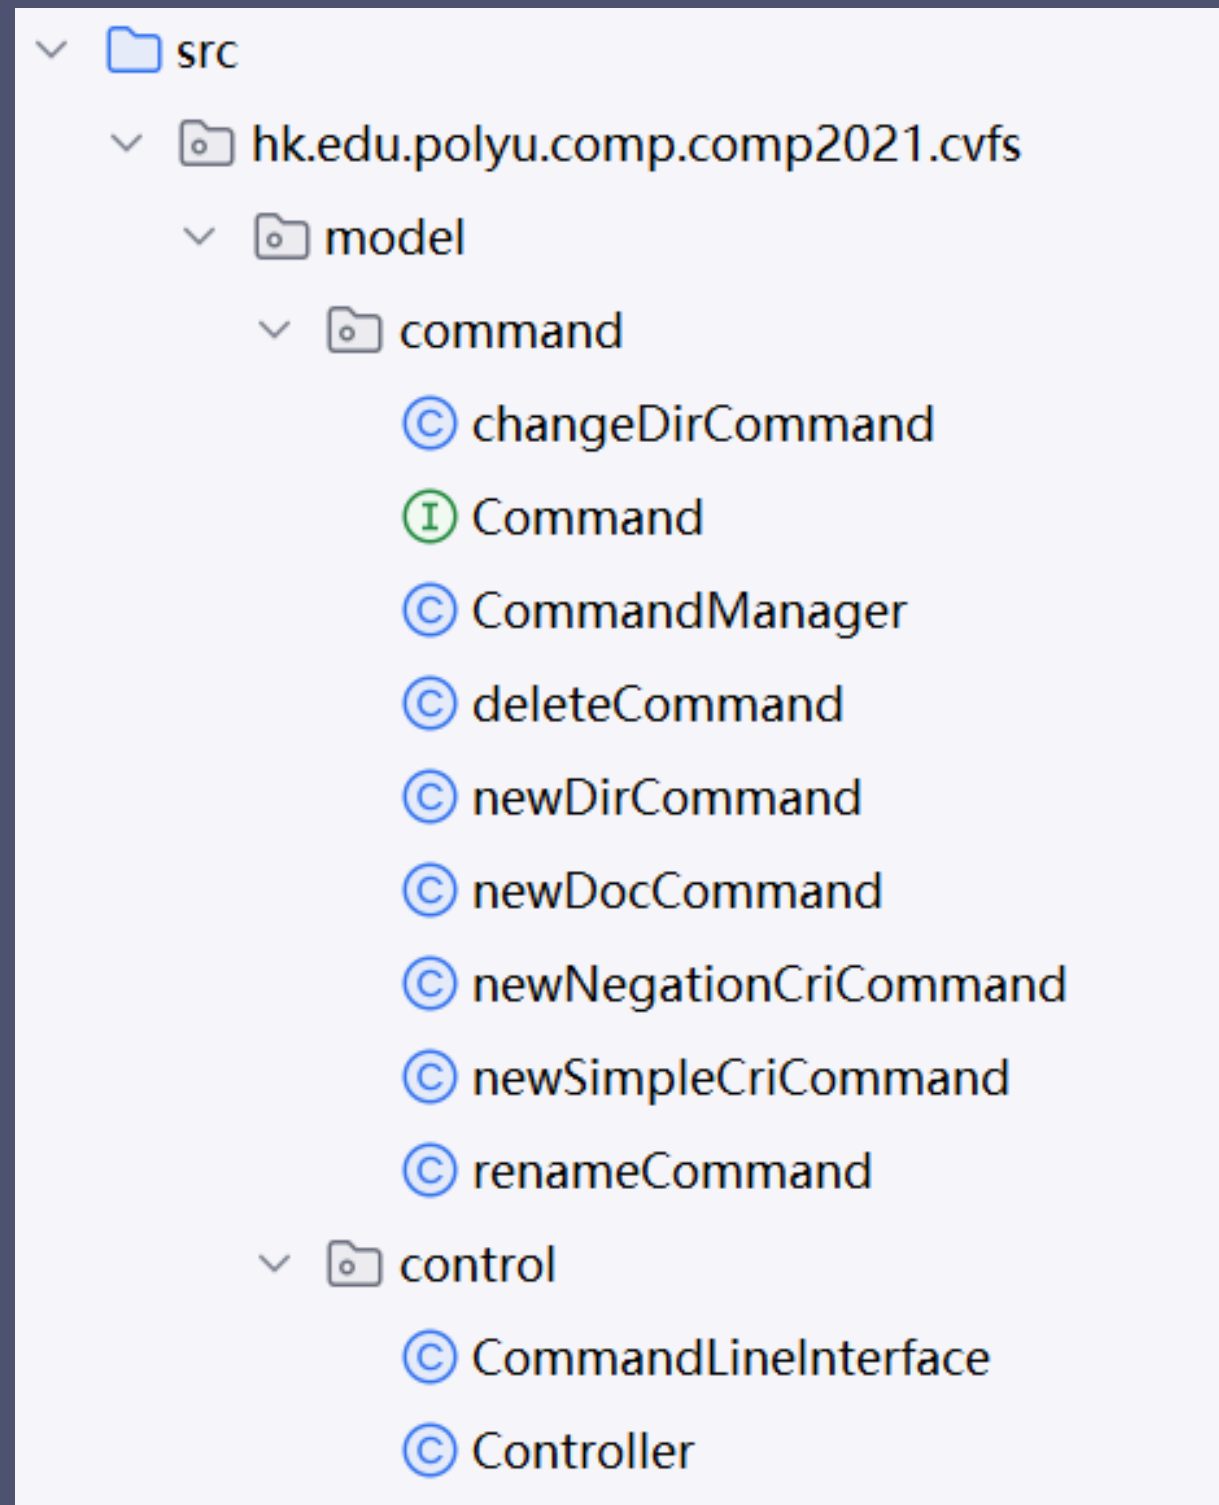 src
hk.edu.polyu.comp.comp2021.cvfs
model
command
changeDirCommand
Command
CommandManager
deleteCommand
newDirCommand
newDocCommand
newNegationCriCommand
newSimpleCriCommand
renameCommand
control
CommandLineInterface
Controller